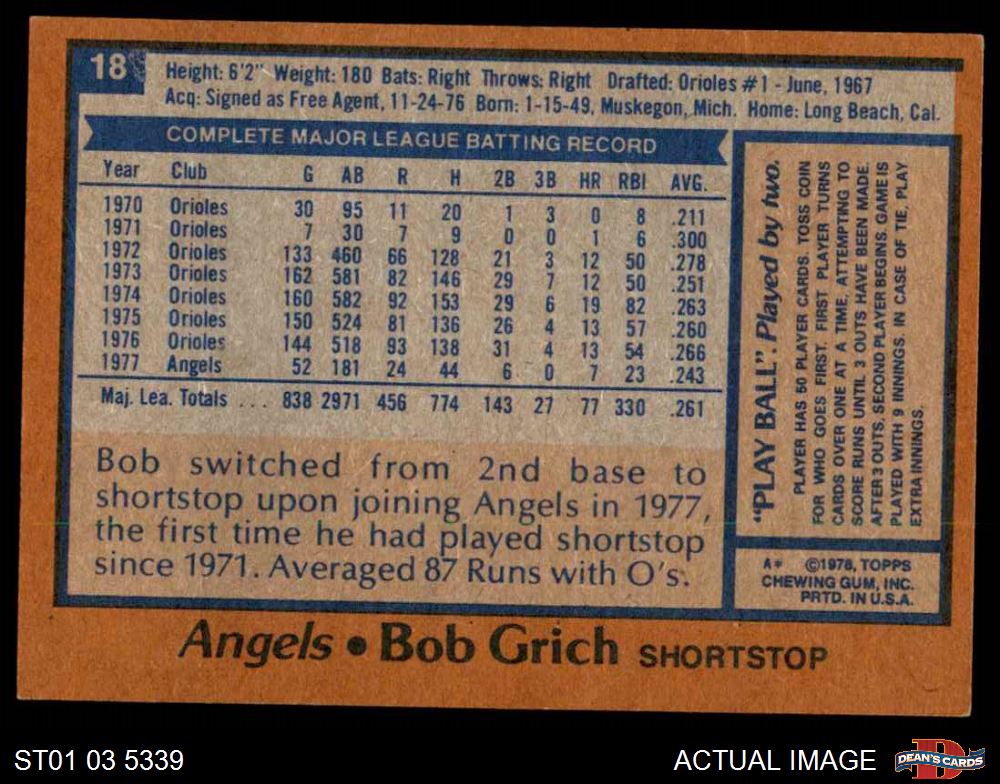 18
Height: 6'2" Weight: 180 Bats: Right Throws: Right Drafted: Orioles #1 - June, 1967
Acq: Signed as Free Agent, 11-24-76 Born: 1-15-49, Muskegon, Mich. Home: Long Beach, Cal.
COMPLETE MAJOR LEAGUE BATTING RECORD
Year Club G AB R H 2B 3B HR RBI AVG.
1970 Orioles 30 95 11 20 1 3 0 8 .211
1971 Orioles 7 30 7 9 0 0 1 6 .300
1972 Orioles 133 460 66 128 21 3 12 50 .278
1973 Orioles 162 581 82 146 29 7 12 50 .251
1974 Orioles 160 582 92 153 29 6 19 82 .263
1975 Orioles 150 524 81 136 26 4 13 57 .260
1976 Orioles 144 518 93 138 31 4 13 54 .266
1977 Angels 52 181 24 44 6 0 7 23 .243
Maj. Lea. Totals ... 838 2971 456 774 143 27 77 330 .261
Bob switched from 2nd base to
shortstop upon joining Angels in 1977,
the first time he had played shortstop
since 1971. Averaged 87 Runs with O's.
"PLAY BALL". Played by two.
PLAYER HAS 50 PLAYER CARDS. TOSS COIN
FOR WHO GOES FIRST. FIRST PLAYER TURNS
CARDS OVER ONE AT A TIME, ATTEMPTING TO
SCORE RUNS UNTIL 3 OUTS HAVE BEEN MADE.
AFTER 3 OUTS, SECOND PLAYER BEGINS. GAME IS
PLAYED WITH 9 INNINGS. IN CASE OF TIE, PLAY
EXTRA INNINGS.
A* ©1978, TOPPS
CHEWING GUM, INC.
PRTD. IN U.S.A.
Angels • Bob Grich SHORTSTOP
ST01 03 5339
ACTUAL IMAGE
D
DEAN'S CARDS